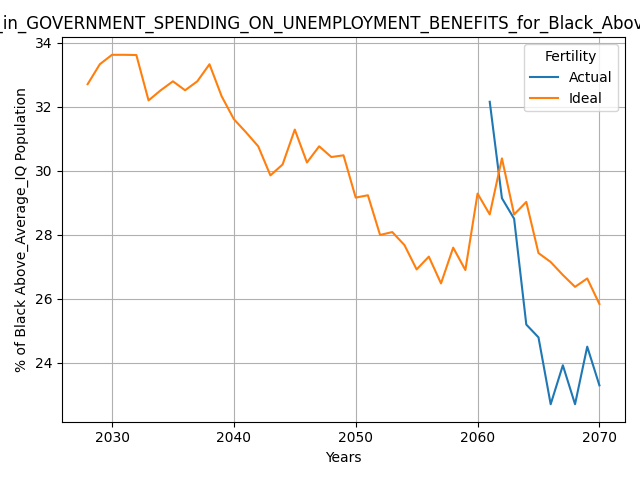 _in_GOVERNMENT_SPENDING_ON_UNEMPLOYMENT_BENEFITS_for_Black_Abov
Fertility
Actual
Ideal
34
32
30
28
26
24
% of Black Above_Average_IQ Population
2030
2040
2050
2060
2070
Years